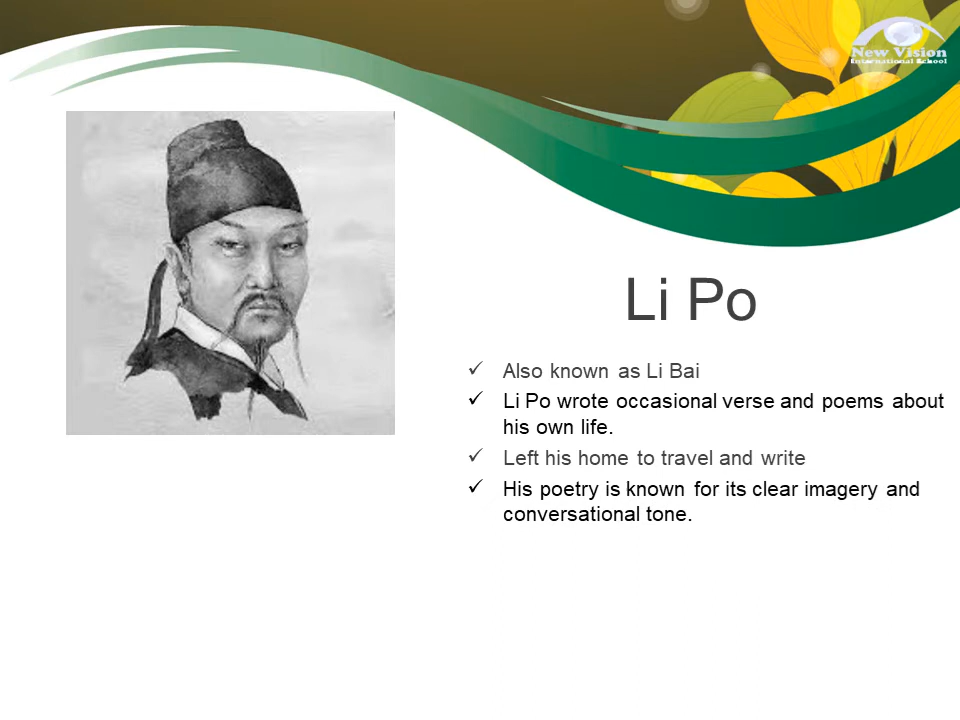 New Vision
International School
Li Po
✓ Also known as Li Bai
✓ Li Po wrote occasional verse and poems about
his own life.
✓ Left his home to travel and write
✓ His poetry is known for its clear imagery and
conversational tone.